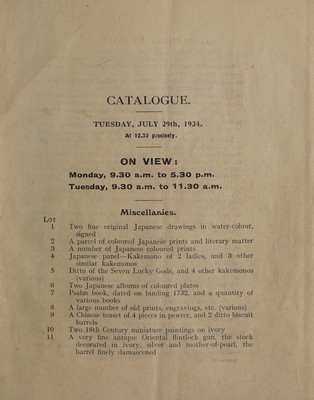 CATALOGUE.
TUESDAY, JULY 29th, 1924.
At 12.30 precisely.
ON VIEW:
Monday, 9.30 a.m. to 5.30 p.m.
Tuesday, 9.30 a.m. to 11.30 a.m.
Miscellanies.
LOT
1 Two fine original Japanese drawings in water-colour,
signed
2 A parcel of coloured Japanese prints and literary matter
3 A number of Japanese coloured prints
4 Japanese panel—Kakemono of 2 ladies, and 3 other
similar kakemonos
5 Ditto of the Seven Lucky Gods, and 4 other kakemonos
(various)
6 Two Japanese albums of coloured plates
7 Psalm book, dated on binding 1732, and a quantity of
various books
8 A large number of old prints, engravings, etc. (various)
9 A Chinese teaset of 4 pieces in pewter, and 2 ditto biscuit
barrels
10 Two 18th Century miniature paintings on ivory
11 A very fine antique Oriental flintlock gun, the stock
decorated in ivory, silver and mother-of-pearl, the
barrel finely damascened